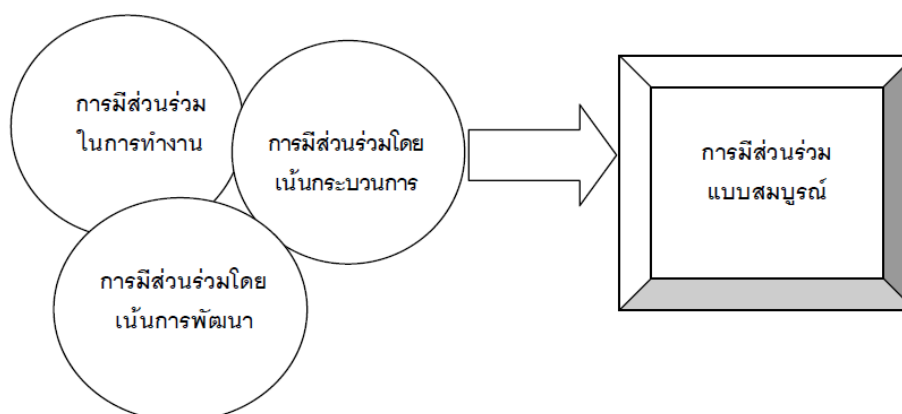 การมีส่วนร่วม
ในการทำงาน
การมีส่วนร่วมโดย
เน้นกระบวนการ
การมีส่วนร่วมโดย
เน้นการพัฒนา
การมีส่วนร่วม
แบบสมบูรณ์